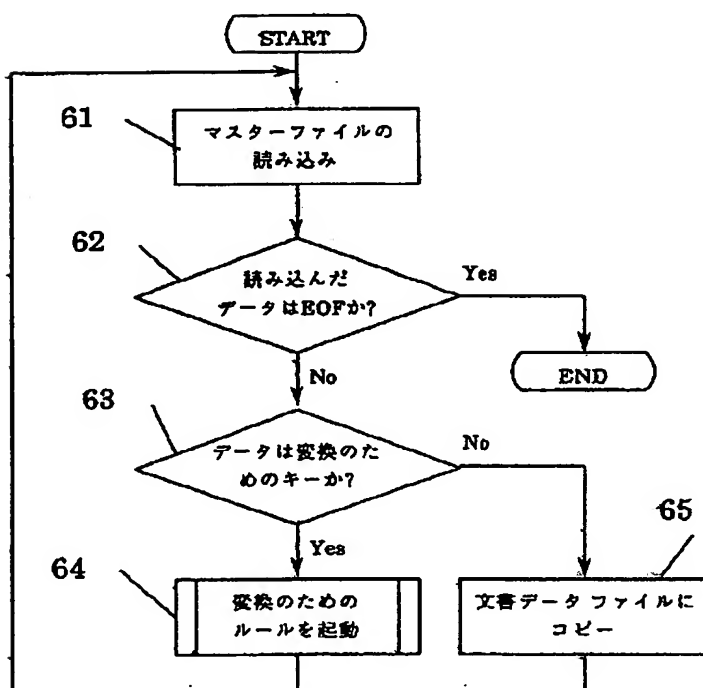 START
61
マスターファイルの
読み込み
62
読み込んだ
データはEOFか?
Yes
END
No
63
データは変換のた
めのキーか?
No
Yes
64
変換のための
ルールを起動
65
文書データファイルに
コピー